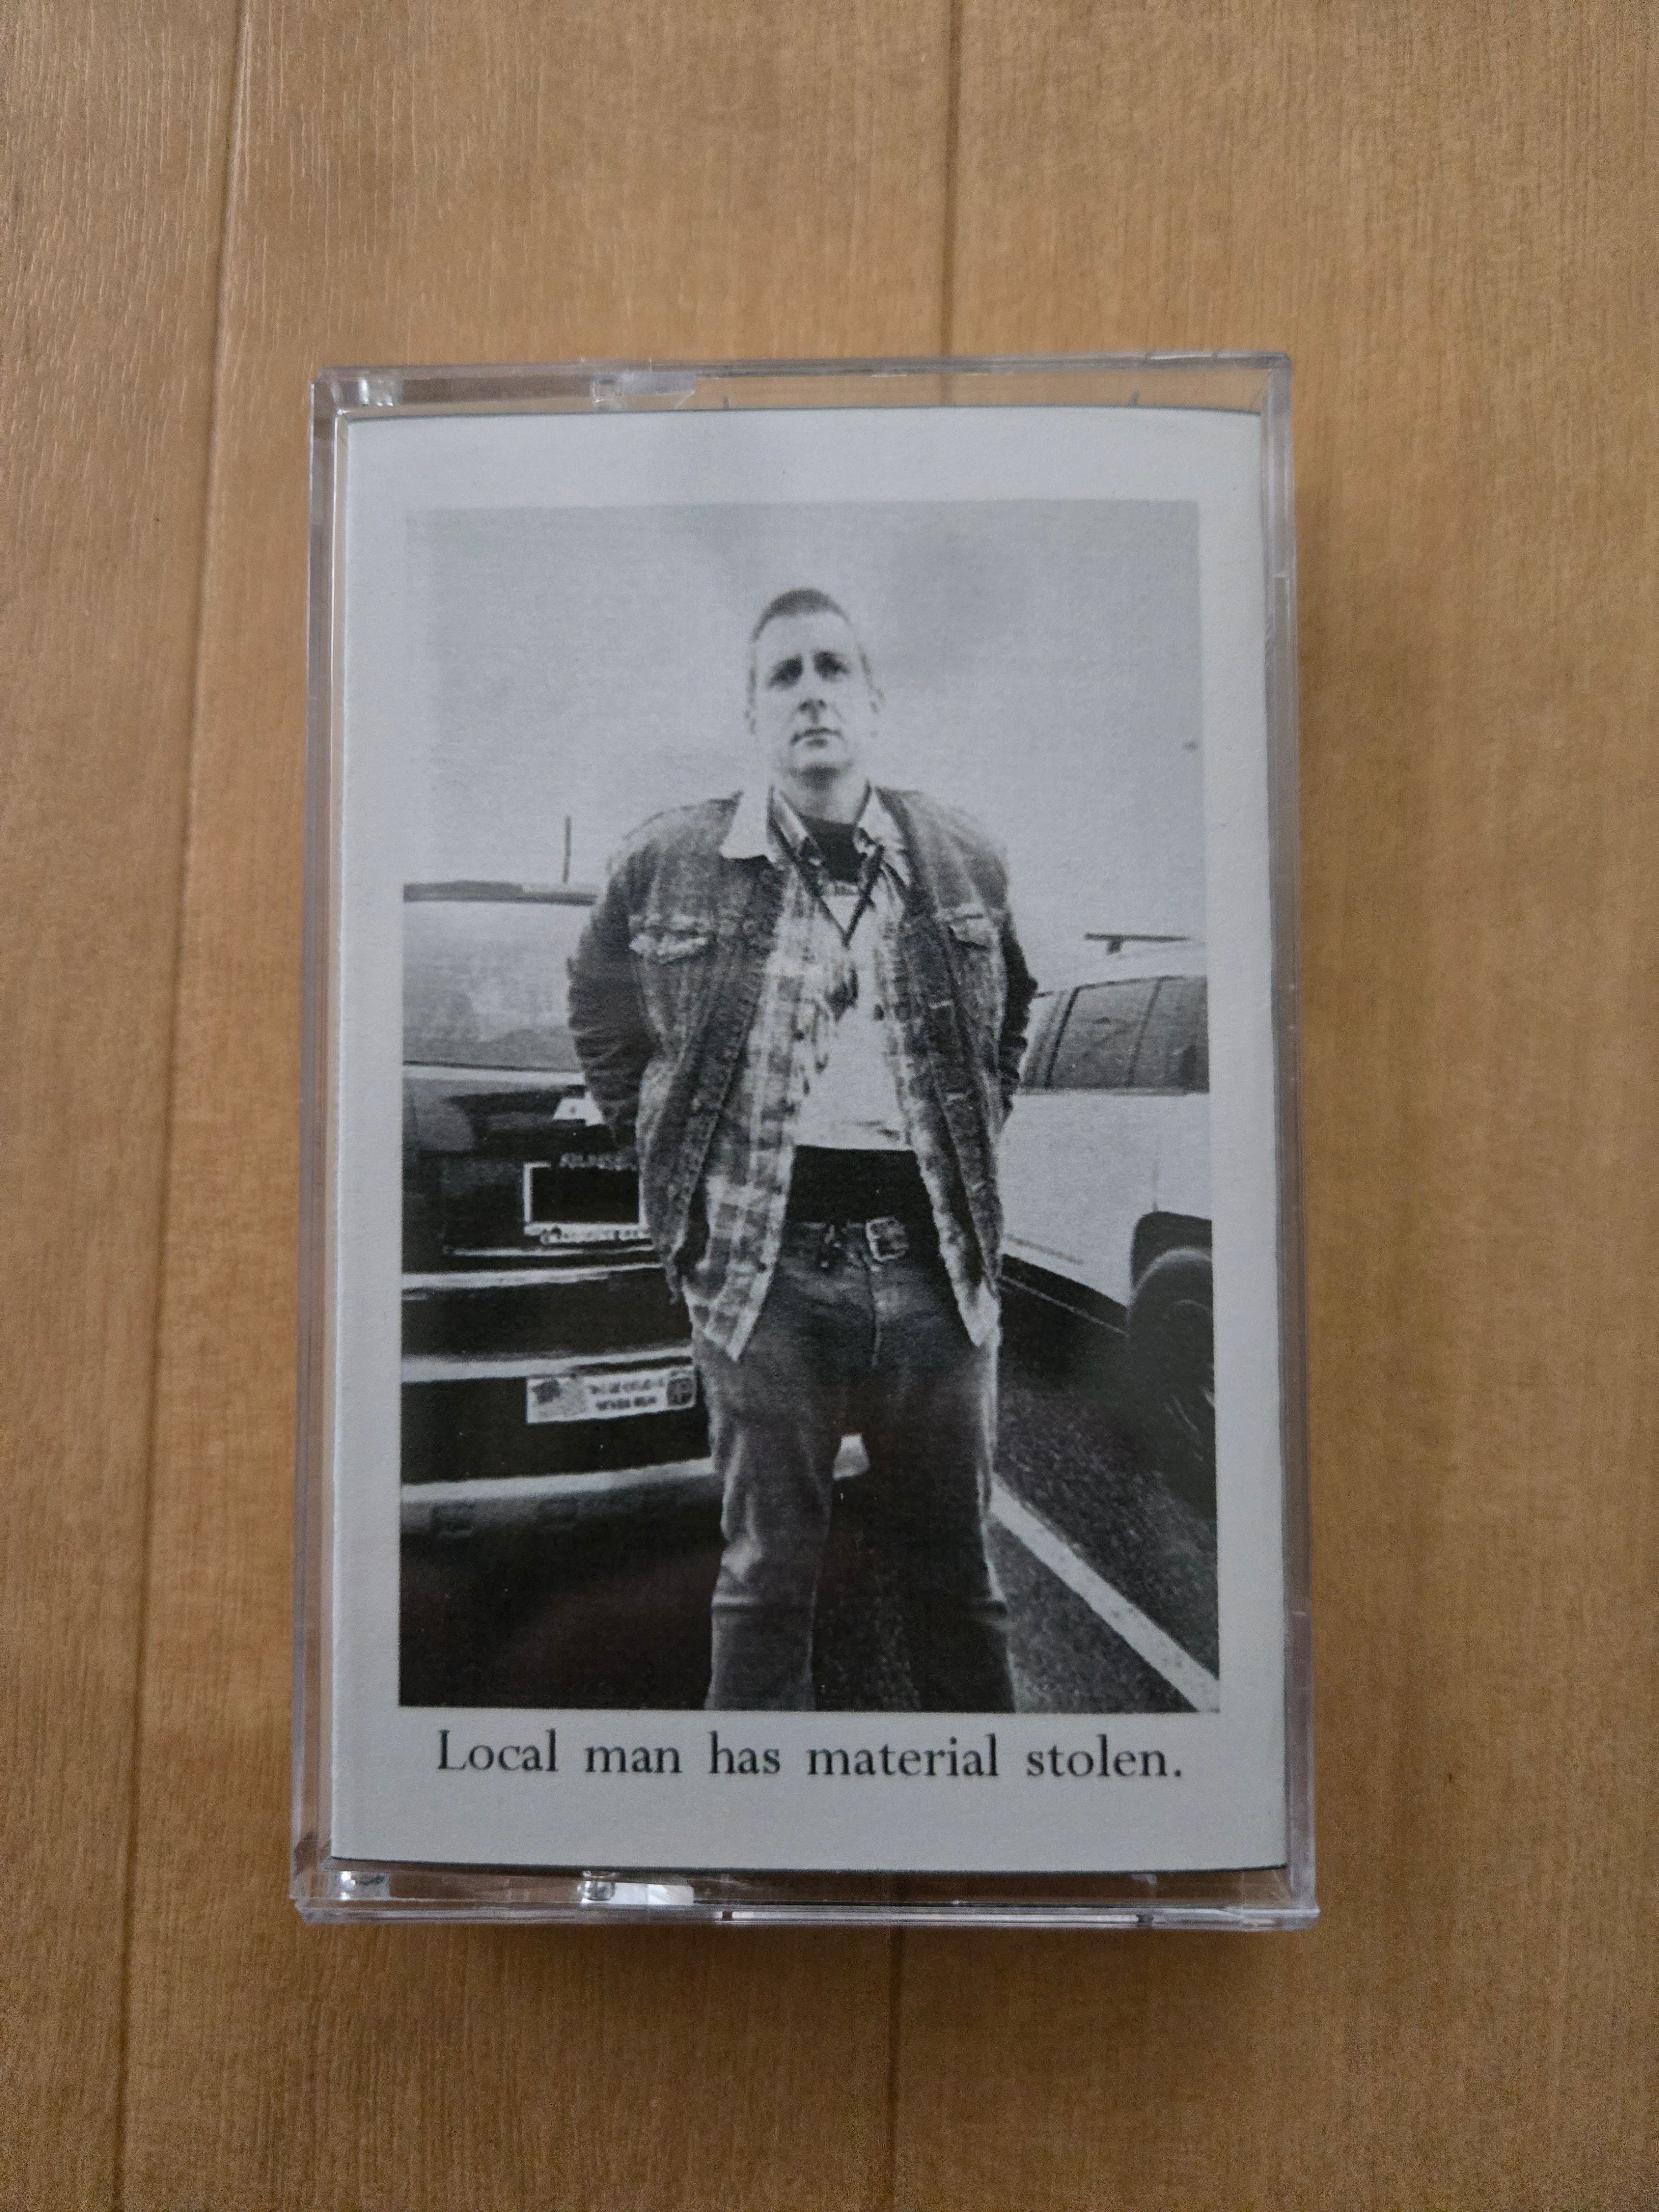 Local man has material stolen.